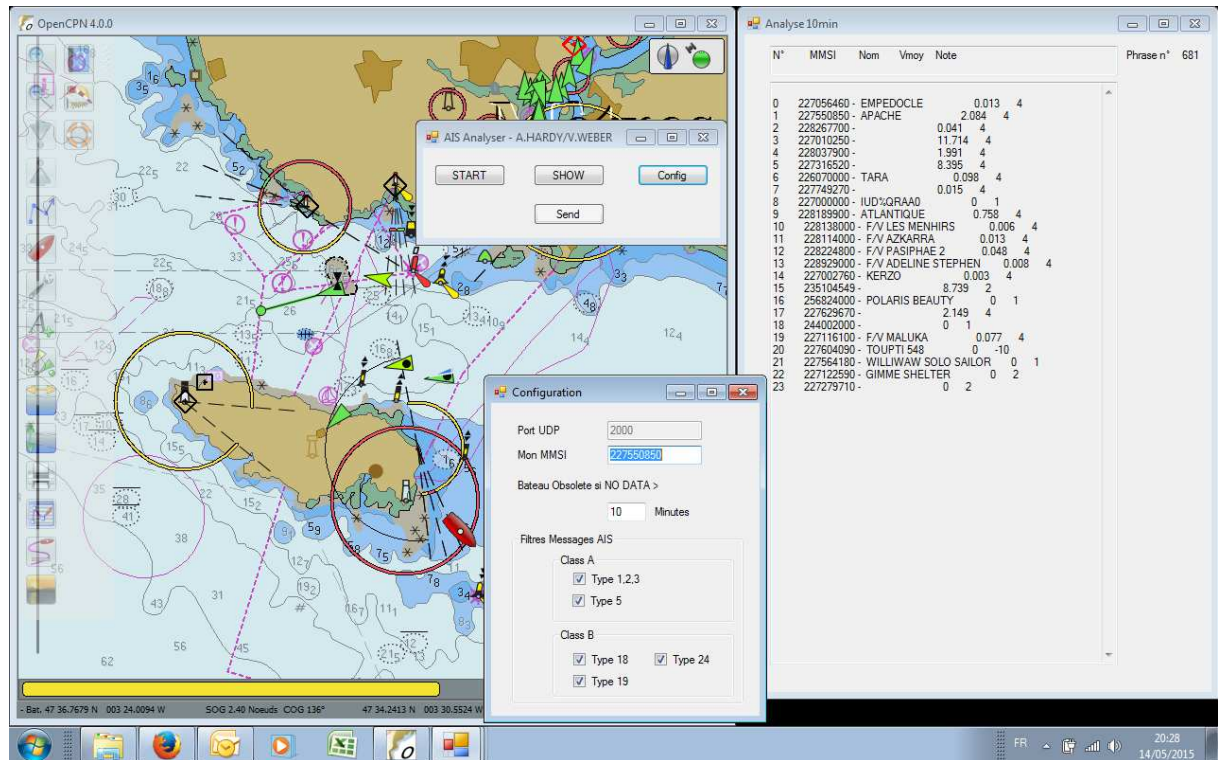 OpenCPN 4.0.0
AIS Analyser - A.HARDY/V.WEBER
START SHOW Config
Send
Analyse 10min
N° MMSI Nom Vmoy Note Phrase n° 681
0 227056460 - EMPEDOCLE 0.013 4
1 227550850 - APACHE 2.084 4
2 228267700 - 0.041 4
3 227010250 - 11.714 4
4 228037900 - 1.991 4
5 227316520 - 8.395 4
6 226070000 - TARA 0.098 4
7 227749270 - 0.015 4
8 227000000 - IUD%QRAA0 0 1
9 228189900 - ATLANTIQUE 0.758 4
10 228138000 - F/V LES MENHIRS 0.006 4
11 228114000 - F/V AZKARRA 0.013 4
12 228224800 - F/V PASIPHAE 2 0.048 4
13 228929000 - F/V ADELINE STEPHEN 0.008 4
14 227002760 - KERZO 0.003 4
15 235104549 - 8.739 2
16 256824000 - POLARIS BEAUTY 0 1
17 227629670 - 2.149 4
18 244002000 - 0 1
19 227116100 - F/V MALUKA 0.077 4
20 227604090 - TOUPTI 548 0 -10
21 227564180 - WILLIWAW SOLO SAILOR 0 1
22 227122590 - GIMME SHELTER 0 2
23 227279710 - 0 2
Configuration
Port UDP 2000
Mon MMSI 227550850
Bateau Obsolete si NO DATA >
10 Minutes
Filtres Messages AIS
Class A
Type 1,2,3
Type 5
Class B
Type 18 Type 24
Type 19
- Bat. 47 36.7679 N 003 24.0094 W SOG 2.40 Noeuds COG 136° 47 34.2413 N 003 30.5524 W
FR 20:28
14/05/2015